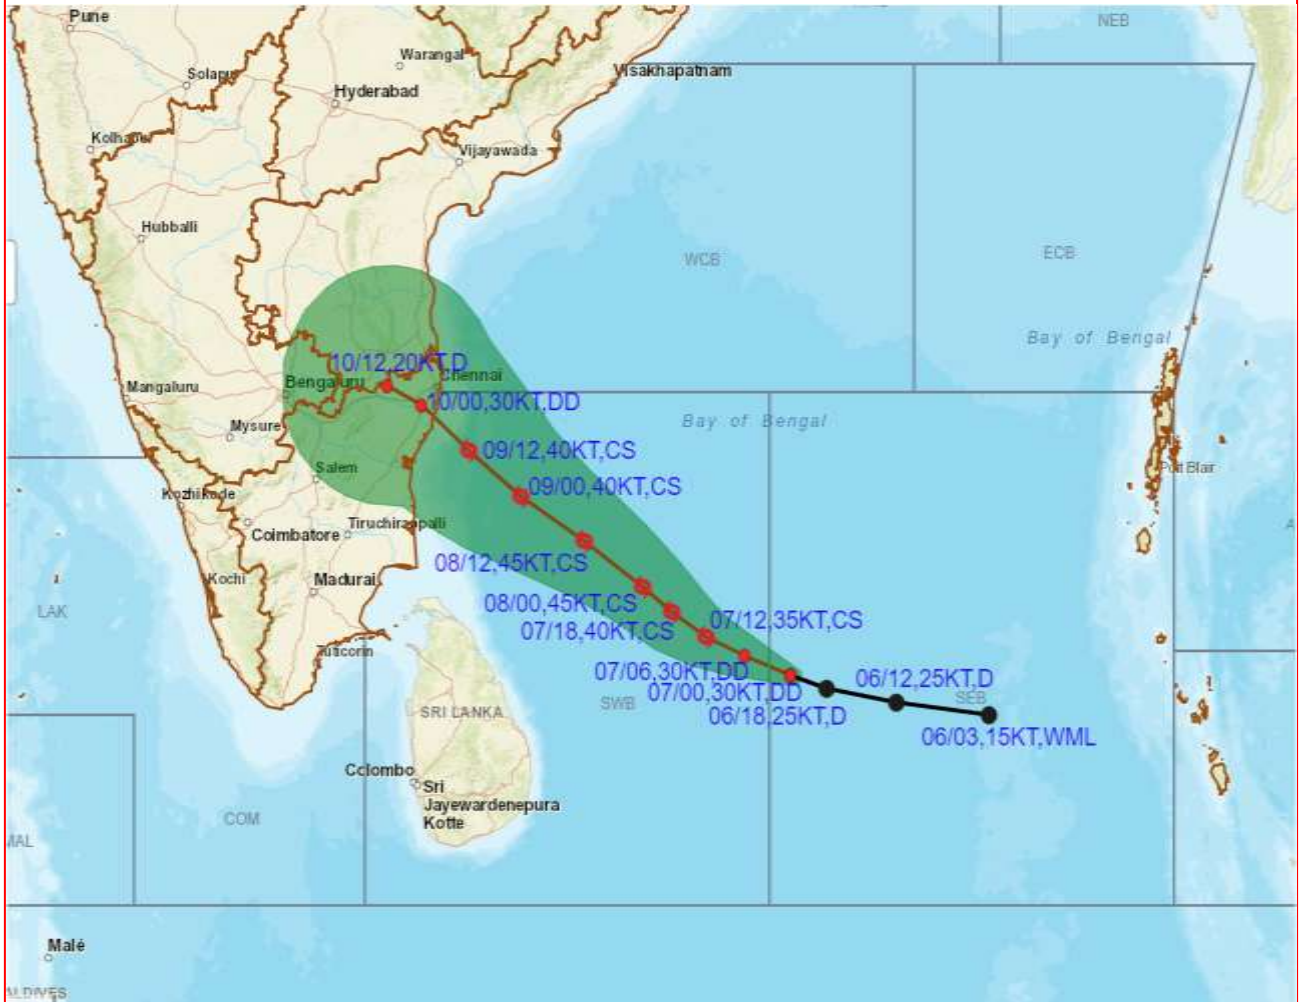 Pune
NEB
Warangal
Solapur
Visakhapatnam
Hyderabad
Kolhapur
Vijayawada
Hubballi
WCB
ECB
Bay of Bengal
10/12,20KT,D
Bengaluru
Chennai
Mangaluru
10/00,30KT,DD
Bay of Bengal
Mysure
09/12,40KT,CS
Salem
Port Blair
Kozhikode
09/00,40KT,CS
Tiruchirappalli
Coimbatore
08/12,45KT,CS
Kochi
Madurai
LAK
08/00,45KT,CS
07/12,35KT,CS
07/18,40KT,CS
Tuticorin
07/06,30KT,DD
06/12,25KT,D
07/00,30KT,DD
SEB
SWB
SRI LANKA
06/18,25KT,D
06/03,15KT,WML
Colombo
Sri
Jayewardenepura
Kotte
COM
MAL
Malé
ALDIVES